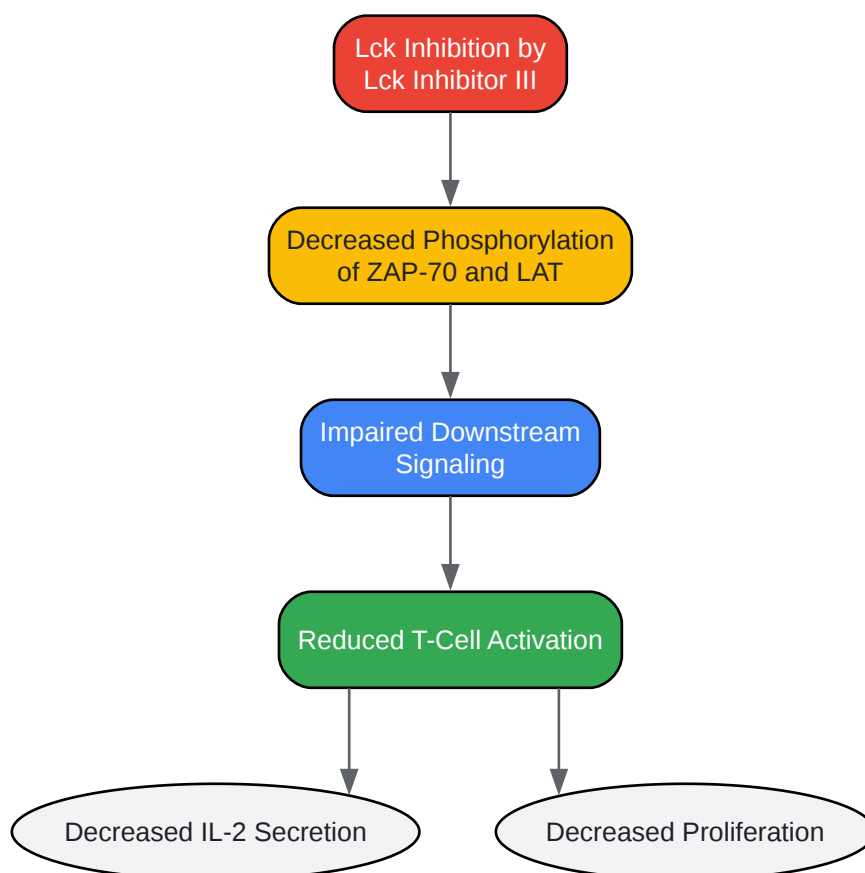 Lck Inhibition by
Lck Inhibitor III
Decreased Phosphorylation
of ZAP-70 and LAT
Impaired Downstream
Signaling
Reduced T-Cell Activation
Decreased IL-2 Secretion
Decreased Proliferation